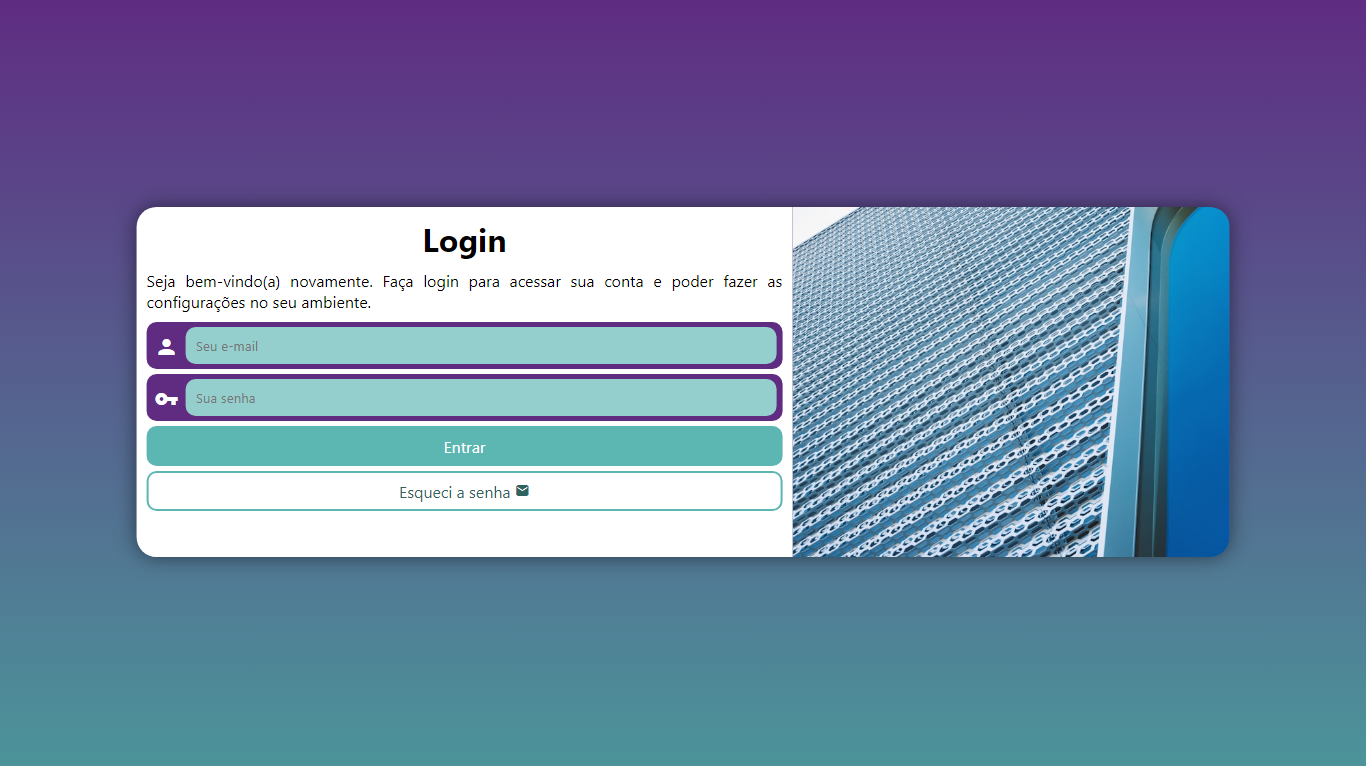 Login
Seja bem-vindo(a) novamente. Faça login para acessar sua conta e poder fazer as
configurações no seu ambiente.
Seu e-mail
Sua senha
Entrar
Esqueci a senha